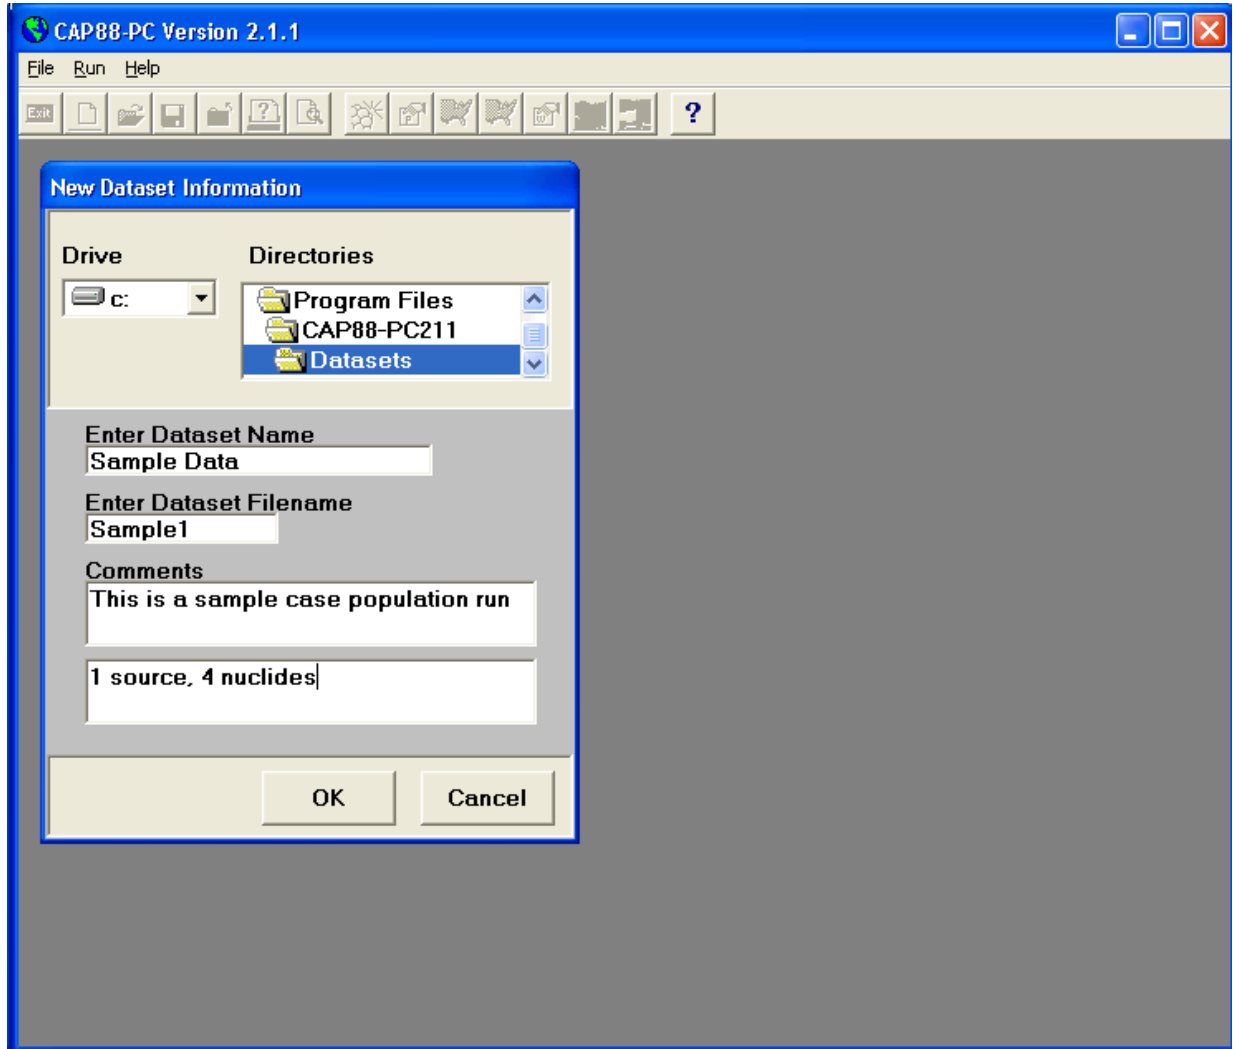 CAP88-PC Version 2.1.1
File Run Help
Exit ?
New Dataset Information
Drive Directories
c: Program Files
CAP88-PC211
Datasets
Enter Dataset Name
Sample Data
Enter Dataset Filename
Sample1
Comments
This is a sample case population run
1 source, 4 nuclides
OK Cancel